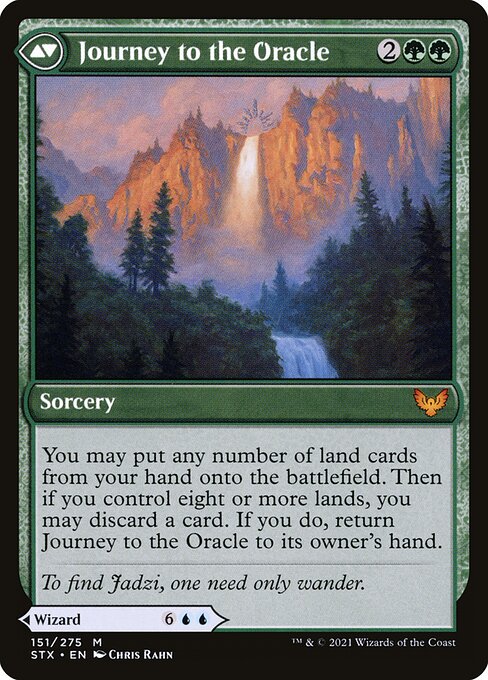 Journey to the Oracle 2
Sorcery
You may put any number of land cards
from your hand onto the battlefield. Then
if you control eight or more lands, you
may discard a card. If you do, return
Journey to the Oracle to its owner's hand.
To find Jadzi, one need only wander.
Wizard 6
151/275 M
STX • EN Chris Rahn
™ & © 2021 Wizards of the Coast